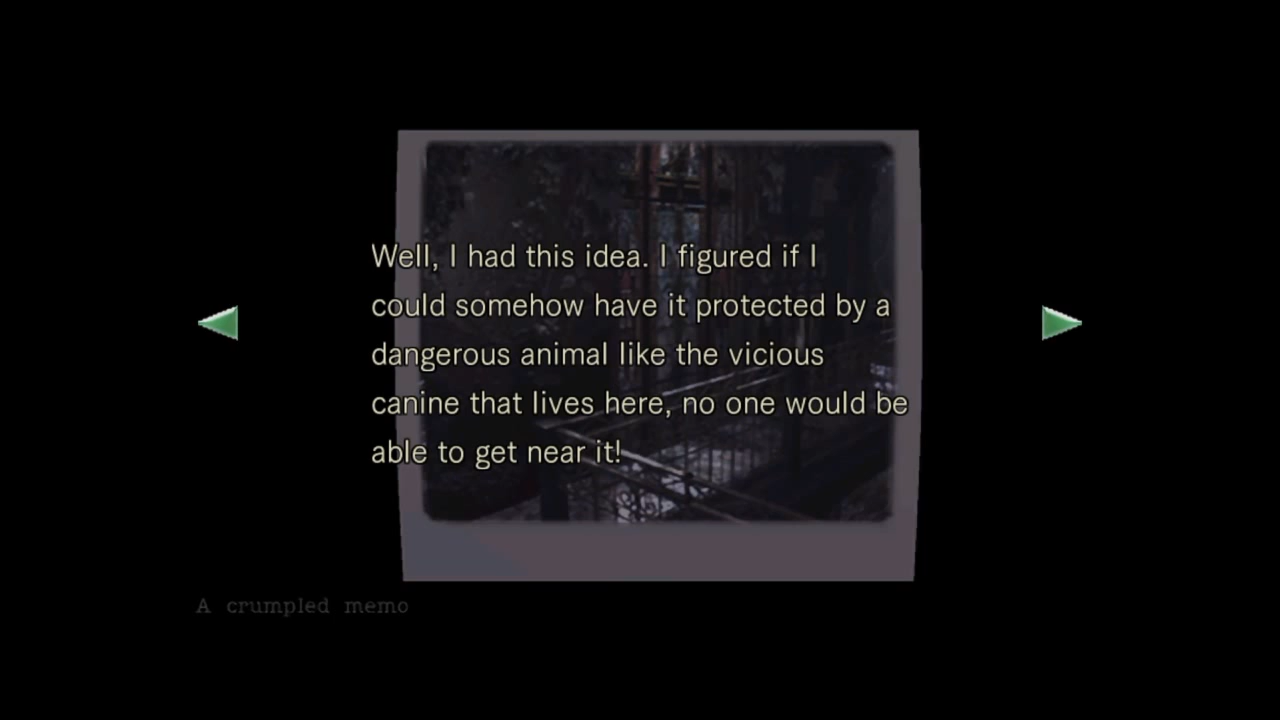 Well, I had this idea. I figured if I
could somehow have it protected by a
dangerous animal like the vicious
canine that lives here, no one would be
able to get near it!
A crumpled memo